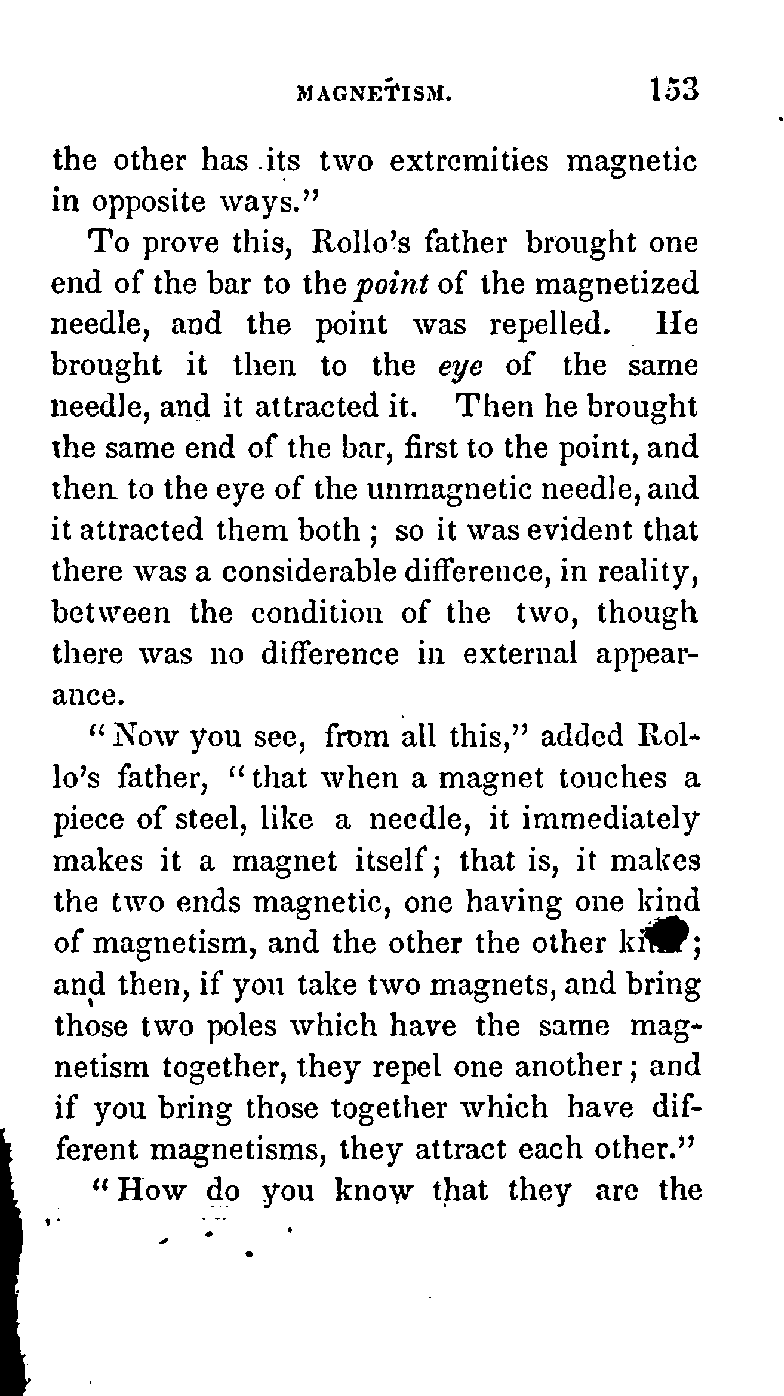 MAGNETISM. 153
the other has its two extremities magnetic
in opposite ways."
To prove this, Rollo's father brought one
end of the bar to the point of the magnetized
needle, and the point was repelled. He
brought it then to the eye of the same
needle, and it attracted it. Then he brought
the same end of the bar, first to the point, and
then to the eye of the unmagnetic needle, and
it attracted them both ; so it was evident that
there was a considerable difference, in reality,
between the condition of the two, though
there was no difference in external appear-
ance.
"Now you see, from all this," added Rol-
lo's father, "that when a magnet touches a
piece of steel, like a needle, it immediately
makes it a magnet itself; that is, it makes
the two ends magnetic, one having one kind
of magnetism, and the other the other ;
and then, if you take two magnets, and bring
those two poles which have the same mag-
netism together, they repel one another; and
if you bring those together which have dif-
ferent magnetisms, they attract each other."
"How do you know that they are the